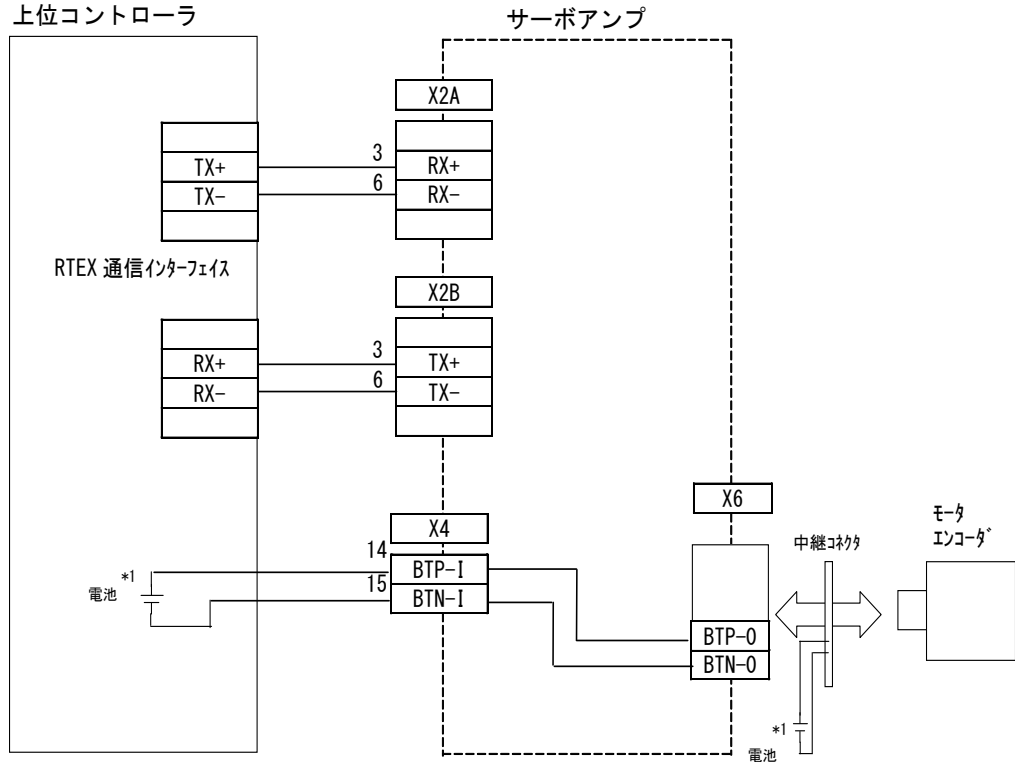 上位コントローラ
サーボアンプ
X2A
TX+
3
RX+
TX-
6
RX-
RTEX 通信インターフェイス
X2B
RX+
3
TX+
RX-
6
TX-
X6
X4
モータ
エンコーダ
中継コネクタ
14
BTP-I
*1
電池
15
BTN-I
BTP-O
BTN-O
*1
電池